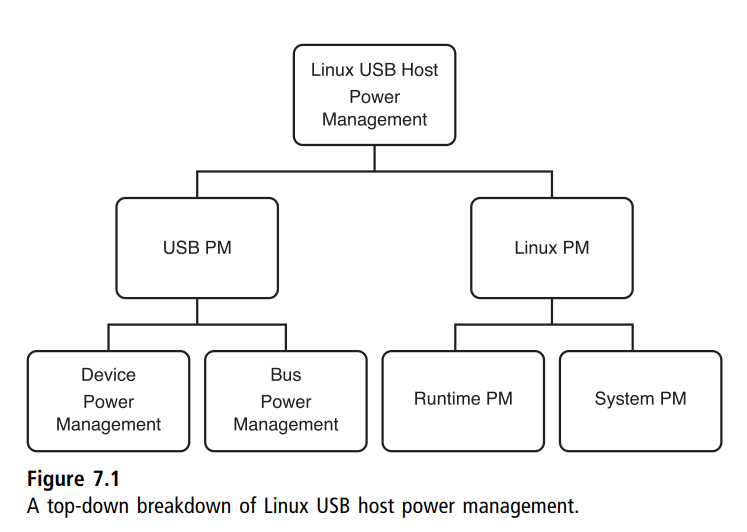 Linux USB Host
Power
Management
USB PM
Linux PM
Device
Power
Management
Bus
Power
Management
Runtime PM
System PM
Figure 7.1
A top-down breakdown of Linux USB host power management.